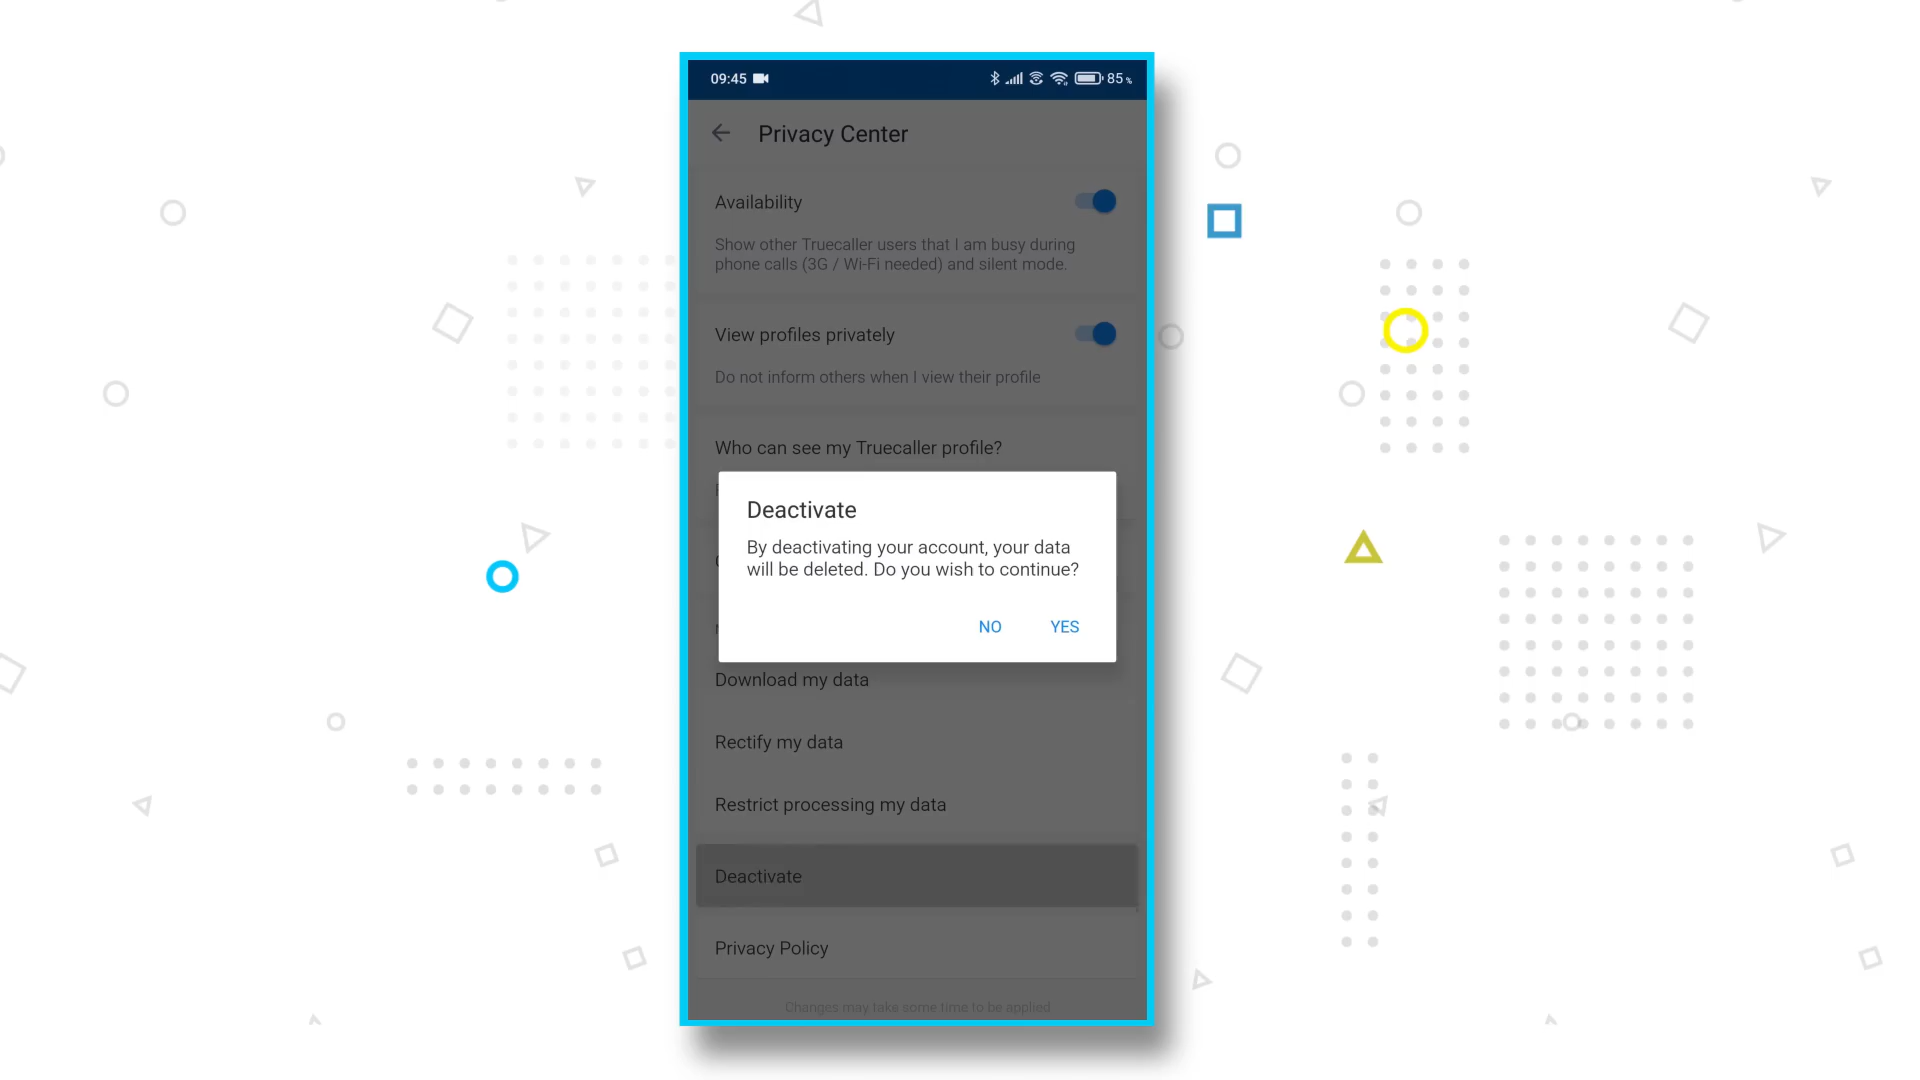 09:45
85 %
Privacy Center
Availability
Show other Truecaller users that I am busy during
phone calls (3G / Wi-Fi needed) and silent mode.
View profiles privately
Do not inform others when I view their profile
Who can see my Truecaller profile?
Deactivate
By deactivating your account, your data
will be deleted. Do you wish to continue?
NO YES
Download my data
Rectify my data
Restrict processing my data
Deactivate
Privacy Policy
Changes may take some time to be applied